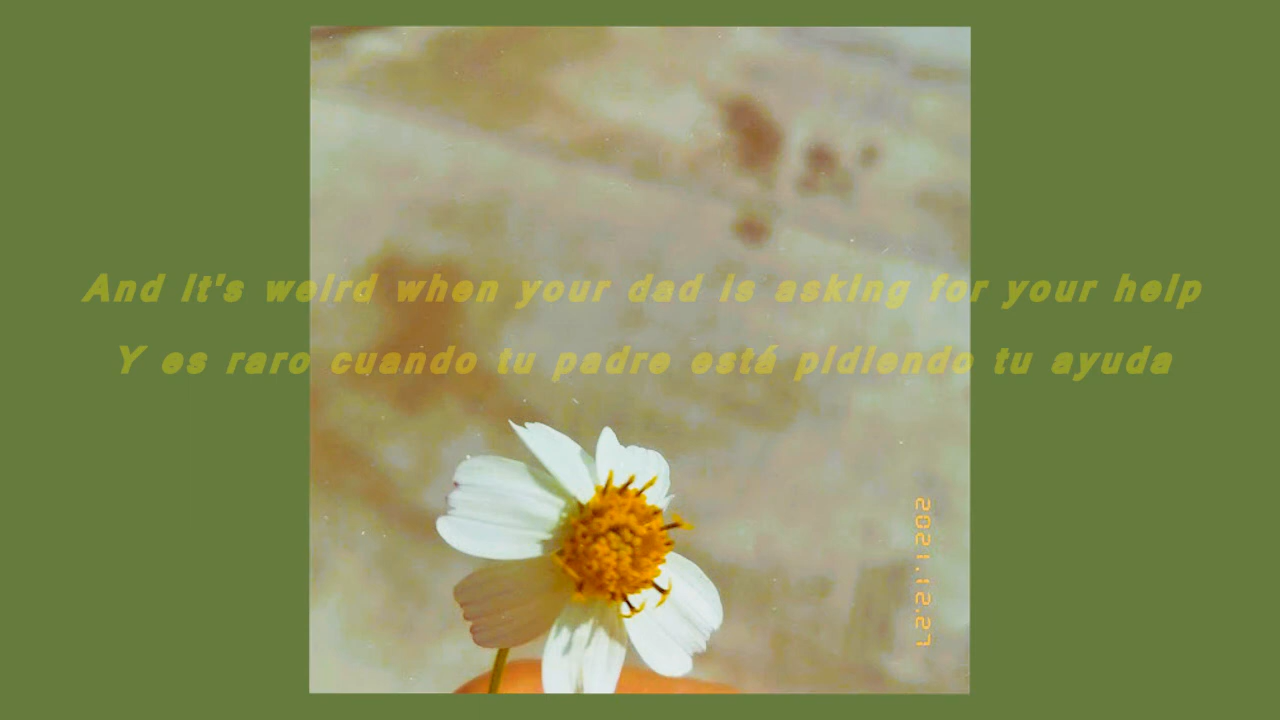 And it's weird when your dad is asking for your help
Y es raro cuando tu padre está pidiendo tu ayuda
2021.12.27